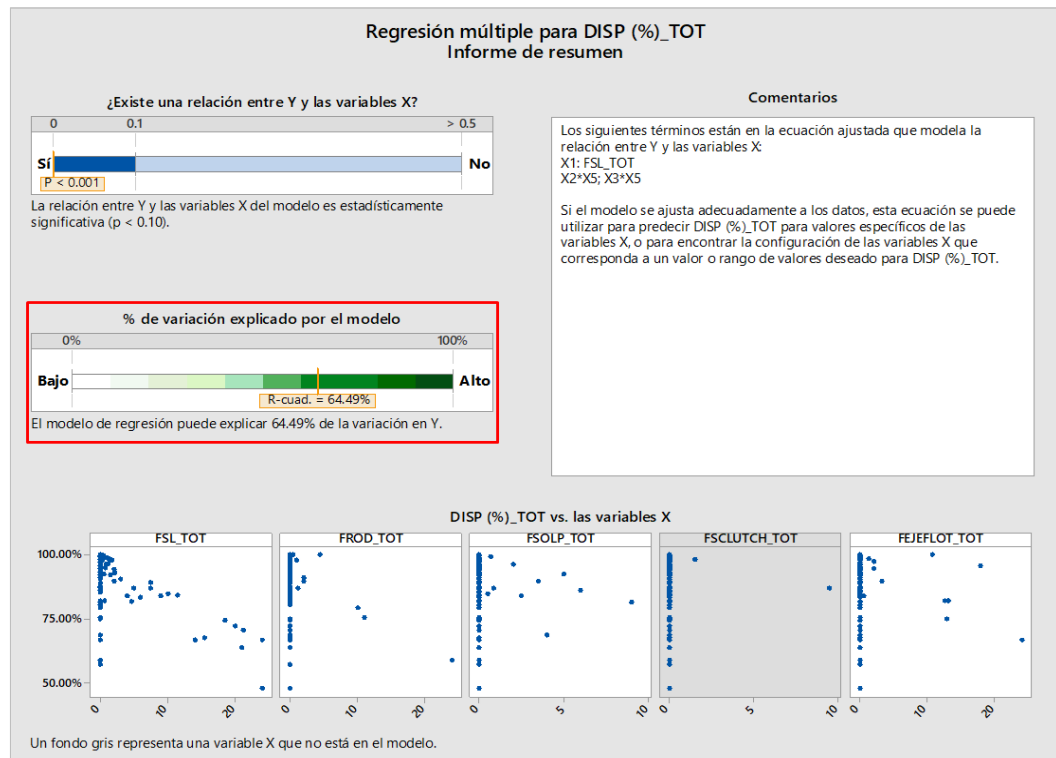 Regresión múltiple para DISP (%)_TOT
Informe de resumen
¿Existe una relación entre Y y las variables X?
0 0.1 > 0.5
Sí No
P < 0.001
La relación entre Y y las variables X del modelo es estadísticamente
significativa (p < 0.10).
% de variación explicado por el modelo
0% 100%
Bajo Alto
R-cuad. = 64.49%
El modelo de regresión puede explicar 64.49% de la variación en Y.
Comentarios
Los siguientes términos están en la ecuación ajustada que modela la
relación entre Y y las variables X:
X1: FSL_TOT
X2*X5; X3*X5
Si el modelo se ajusta adecuadamente a los datos, esta ecuación se puede
utilizar para predecir DISP (%)_TOT para valores específicos de las
variables X, o para encontrar la configuración de las variables X que
corresponda a un valor o rango de valores deseado para DISP (%)_TOT.
DISP (%)_TOT vs. las variables X
FSL_TOT FROD_TOT FSOLP_TOT FSCLUTCH_TOT FEJEFLOT_TOT
100.00%
75.00%
50.00%
0 10 20 0 10 20 0 5 10 0 5 10 0 10 20
Un fondo gris representa una variable X que no está en el modelo.